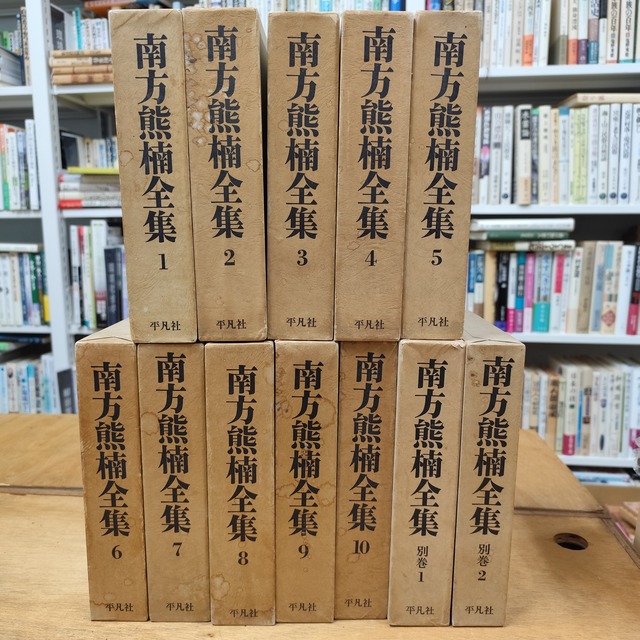 南方熊楠全集 1 平凡社
南方熊楠全集 2 平凡社
南方熊楠全集 3 平凡社
南方熊楠全集 4 平凡社
南方熊楠全集 5 平凡社
南方熊楠全集 6 平凡社
南方熊楠全集 7 平凡社
南方熊楠全集 8 平凡社
南方熊楠全集 9 平凡社
南方熊楠全集 10 平凡社
南方熊楠全集 別巻 1 平凡社
南方熊楠全集 別巻 2 平凡社